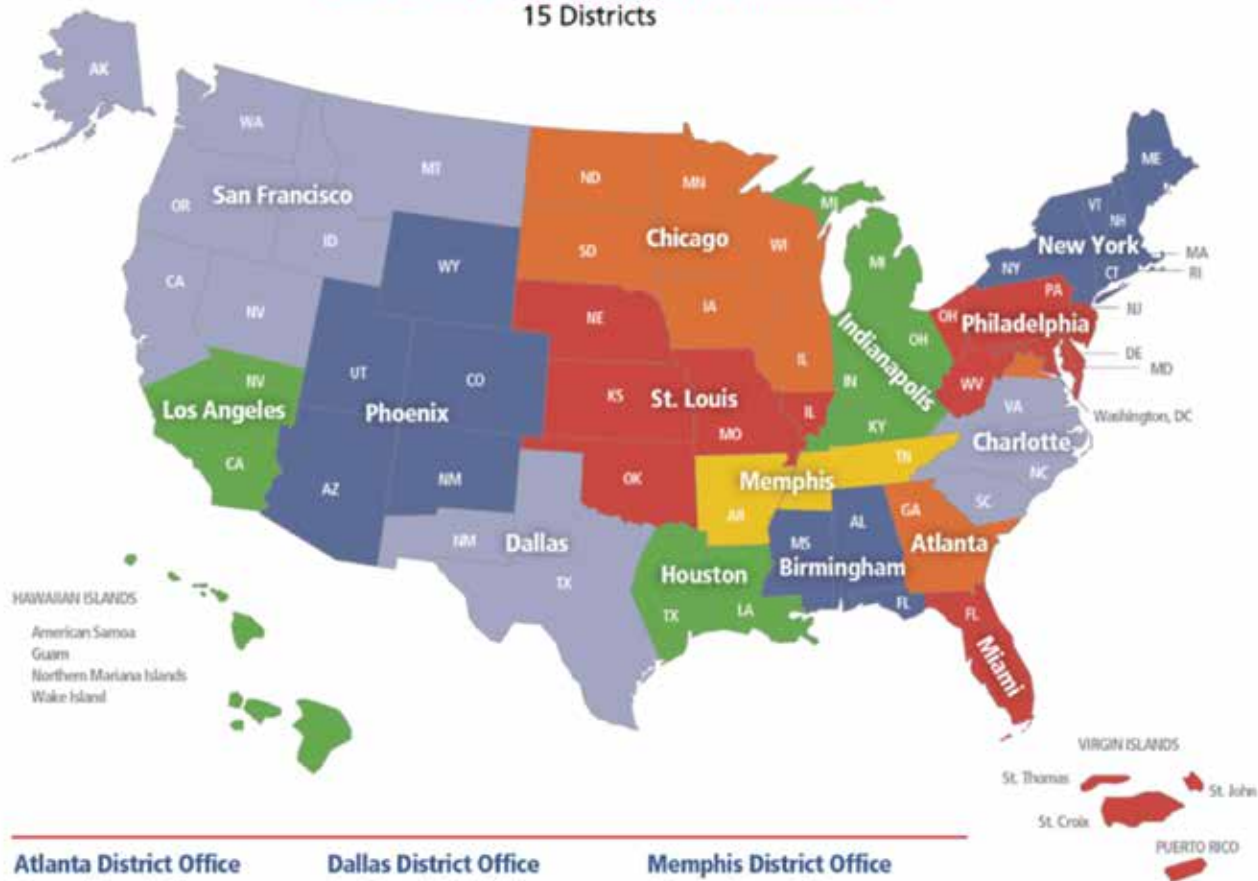 15 Districts
AK
WA
MT
ND
MN
ME
OR
San Francisco
ID
WY
SD
Chicago
WI
MI
MI
VT
NH
New York
NY
CT
MA
RI
CA
NV
NE
IA
IL
Indianapolis
OH
OH
PA
Philadelphia
NJ
DE
MD
Washington, DC
NV
Los Angeles
CA
UT
CO
Phoenix
AZ
NM
KS
St. Louis
MO
IL
IN
KY
WV
VA
Charlotte
NC
SC
OK
Memphis
TN
AR
NM
Dallas
TX
Houston
TX
LA
MS
AL
Birmingham
FL
GA
Atlanta
FL
Miami
HAWAIIAN ISLANDS
American Samoa
Guam
Northern Mariana Islands
Wake Island
VIRGIN ISLANDS
St. Thomas
St. John
St. Croix
PUERTO RICO
Atlanta District Office
Dallas District Office
Memphis District Office